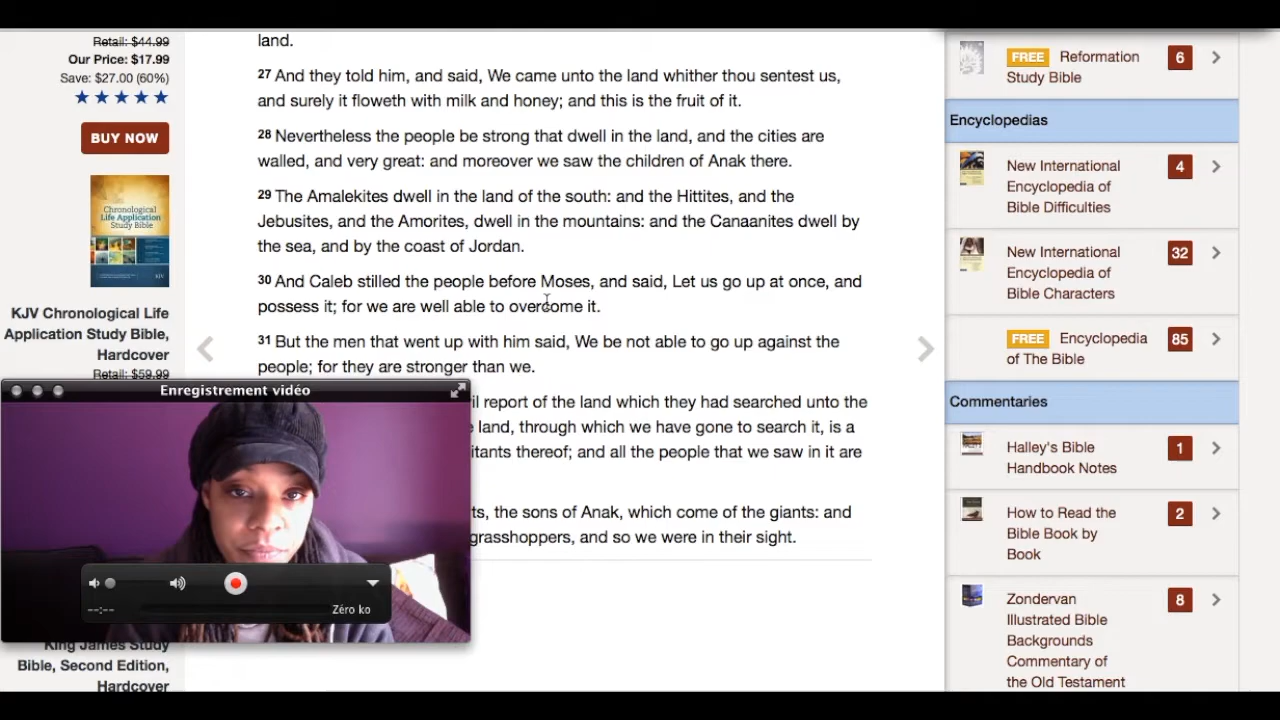 Retail: $44.99
Our Price: $17.99
Save: $27.00 (60%)
BUY NOW
Chronological
Life Application
Study Bible
KJV Chronological Life
Application Study Bible,
Hardcover
Retail: $59.99
land.
27 And they told him, and said, We came unto the land whither thou sentest us,
and surely it floweth with milk and honey; and this is the fruit of it.
28 Nevertheless the people be strong that dwell in the land, and the cities are
walled, and very great: and moreover we saw the children of Anak there.
29 The Amalekites dwell in the land of the south: and the Hittites, and the
Jebusites, and the Amorites, dwell in the mountains: and the Canaanites dwell by
the sea, and by the coast of Jordan.
30 And Caleb stilled the people before Moses, and said, Let us go up at once, and
possess it; for we are well able to overcome it.
31 But the men that went up with him said, We be not able to go up against the
people; for they are stronger than we.
il report of the land which they had searched unto the
land, through which we have gone to search it, is a
itants thereof; and all the people that we saw in it are
ts, the sons of Anak, which come of the giants: and
grasshoppers, and so we were in their sight.
Enregistrement vidéo
--:--
Zéro ko
King James Study
Bible, Second Edition,
Hardcover
FREE Reformation
Study Bible
6
Encyclopedias
New International
Encyclopedia of
Bible Difficulties
4
New International
Encyclopedia of
Bible Characters
32
FREE Encyclopedia
of The Bible
85
Commentaries
Halley's Bible
Handbook Notes
1
How to Read the
Bible Book by
Book
2
Zondervan
Illustrated Bible
Backgrounds
Commentary of
the Old Testament
8